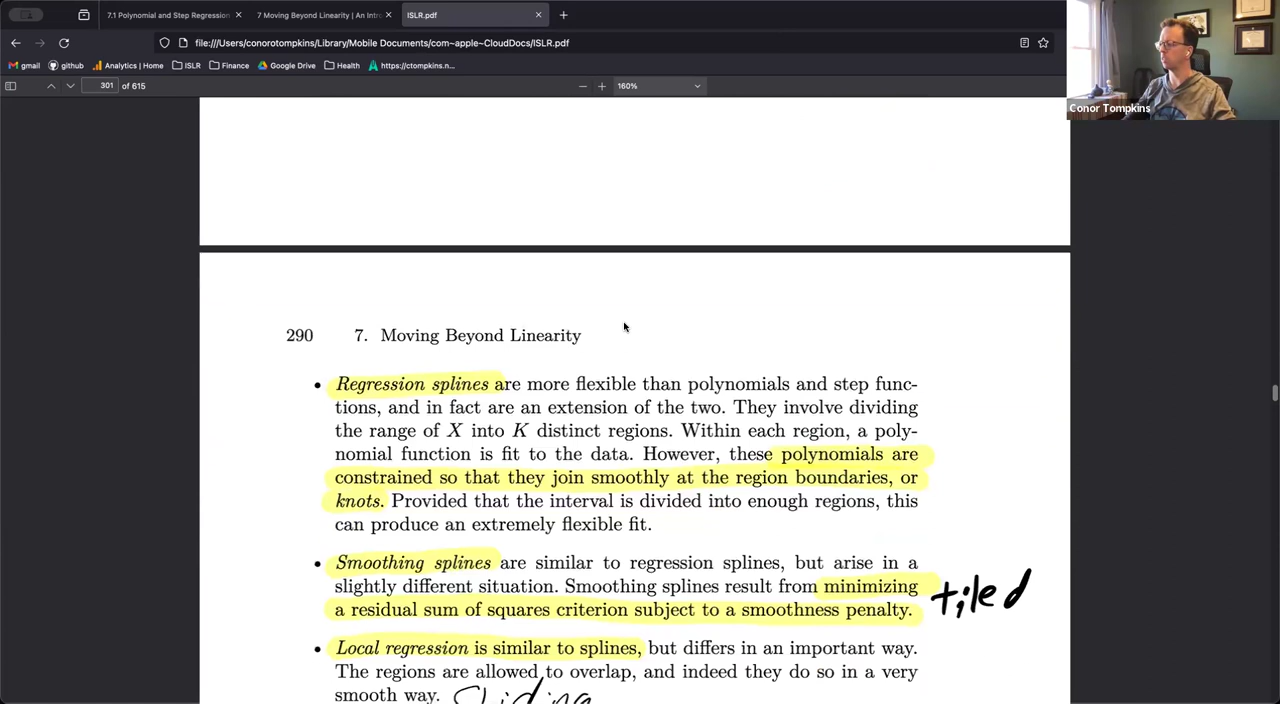 7.1 Polynomial and Step Regression
7 Moving Beyond Linearity | An Intr
ISLR.pdf
file:///Users/conorotompkins/Library/Mobile Documents/com~apple~CloudDocs/ISLR.pdf
gmail github Analytics | Home ISLR Finance Google Drive Health https://ctompkins.n...
301 of 615
160%
Conor Tompkins
290 7. Moving Beyond Linearity
• Regression splines are more flexible than polynomials and step func-
tions, and in fact are an extension of the two. They involve dividing
the range of X into K distinct regions. Within each region, a poly-
nomial function is fit to the data. However, these polynomials are
constrained so that they join smoothly at the region boundaries, or
knots. Provided that the interval is divided into enough regions, this
can produce an extremely flexible fit.
• Smoothing splines are similar to regression splines, but arise in a
slightly different situation. Smoothing splines result from minimizing
a residual sum of squares criterion subject to a smoothness penalty.
tiled
• Local regression is similar to splines, but differs in an important way.
The regions are allowed to overlap, and indeed they do so in a very
smooth way.
Sliding